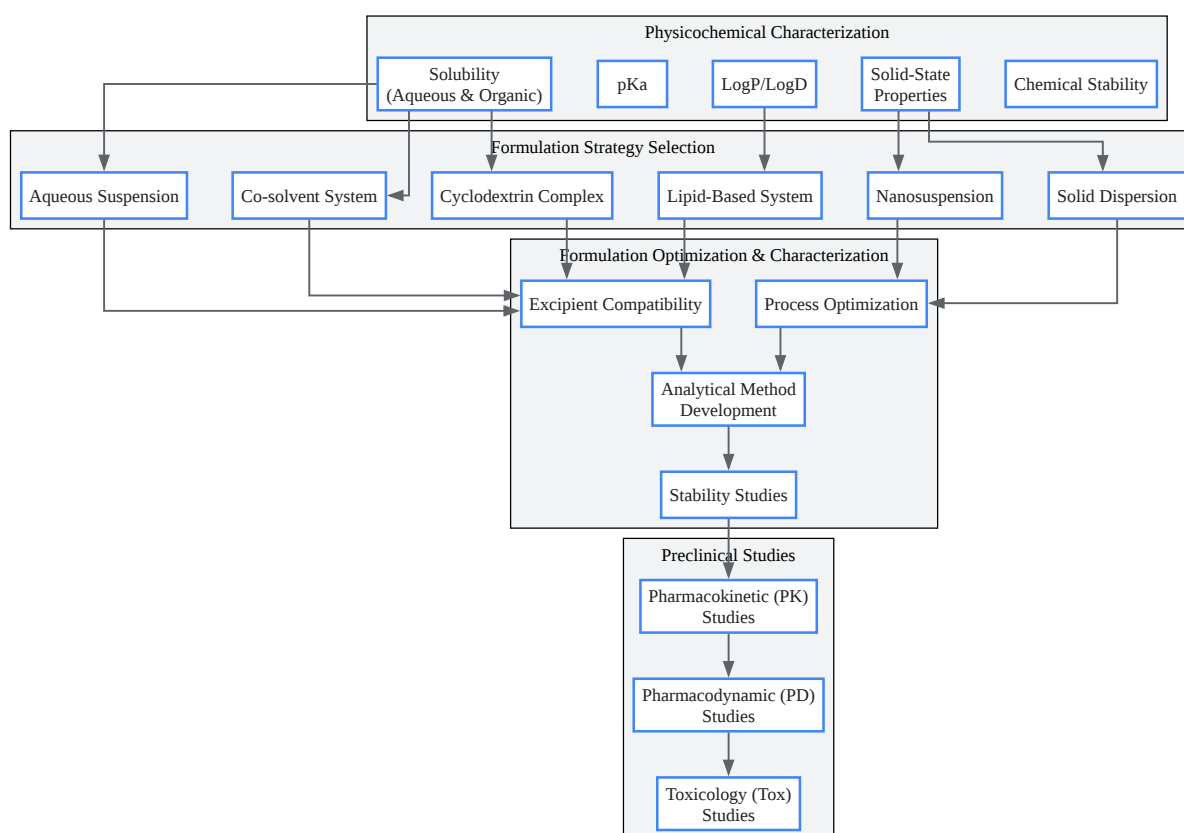 Physicochemical Characterization
Solubility
(Aqueous & Organic)
pKa
LogP/LogD
Solid-State
Properties
Chemical Stability
Formulation Strategy Selection
Aqueous Suspension
Co-solvent System
Cyclodextrin Complex
Lipid-Based System
Nanosuspension
Solid Dispersion
Formulation Optimization & Characterization
Excipient Compatibility
Process Optimization
Analytical Method
Development
Stability Studies
Preclinical Studies
Pharmacokinetic (PK)
Studies
Pharmacodynamic (PD)
Studies
Toxicology (Tox)
Studies